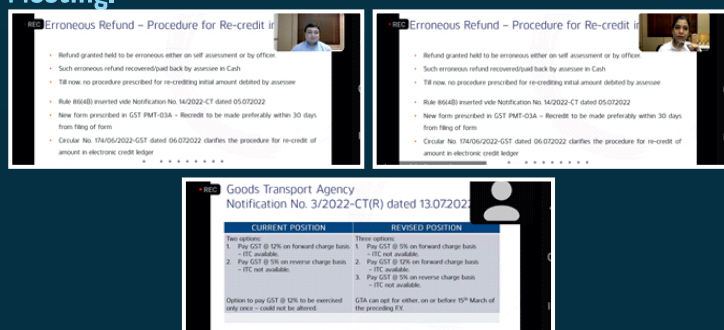 Meeting.
REC
Erroneous Refund – Procedure for Re-credit in
Refund granted held to be erroneous either on self assessment or by officer.
Such erroneous refund recovered/paid back by assessee in Cash
Till now, no procedure prescribed for re-crediting initial amount debited by assessee
Rule 86(4B) inserted vide Notification No. 14/2022-CT dated 05.07.2022
New form prescribed in GST PMT-03A – Recredit to be made preferably within 30 days
from filing of form
Circular No. 174/06/2022-GST dated 06.07.2022 clarifies the procedure for re-credit of
amount in electronic credit ledger
REC
Erroneous Refund – Procedure for Re-credit in
Refund granted held to be erroneous either on self assessment or by officer.
Such erroneous refund recovered/paid back by assessee in Cash
Till now, no procedure prescribed for re-crediting initial amount debited by assessee
Rule 86(4B) inserted vide Notification No. 14/2022-CT dated 05.07.2022
New form prescribed in GST PMT-03A – Recredit to be made preferably within 30 days
from filing of form
Circular No. 174/06/2022-GST dated 06.07.2022 clarifies the procedure for re-credit of
amount in electronic credit ledger
REC
Goods Transport Agency
Notification No. 3/2022-CT(R) dated 13.07.2022
CURRENT POSITION
Two options:
1. Pay GST @ 12% on forward charge basis
– ITC available.
2. Pay GST @ 5% on reverse charge basis
– ITC not available.
Option to pay GST @ 12% to be exercised
only once – could not be altered.
REVISED POSITION
Three options:
1. Pay GST @ 5% on forward charge basis
– ITC not available.
2. Pay GST @ 12% on forward charge basis
– ITC available.
3. Pay GST @ 5% on reverse charge basis
– ITC not available.
GTA can opt for either, on or before 15th March of
the preceding F.Y.